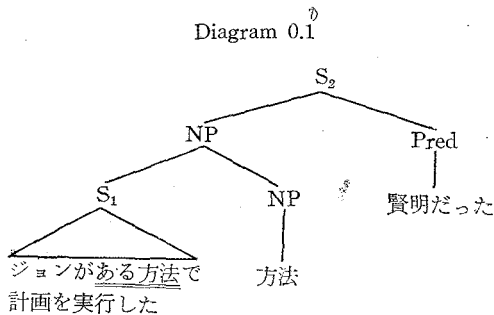 Diagram 0.1
S₂
NP
Pred
S₁
NP
賢明だった
ジョンがある方法で
方法
計画を実行した